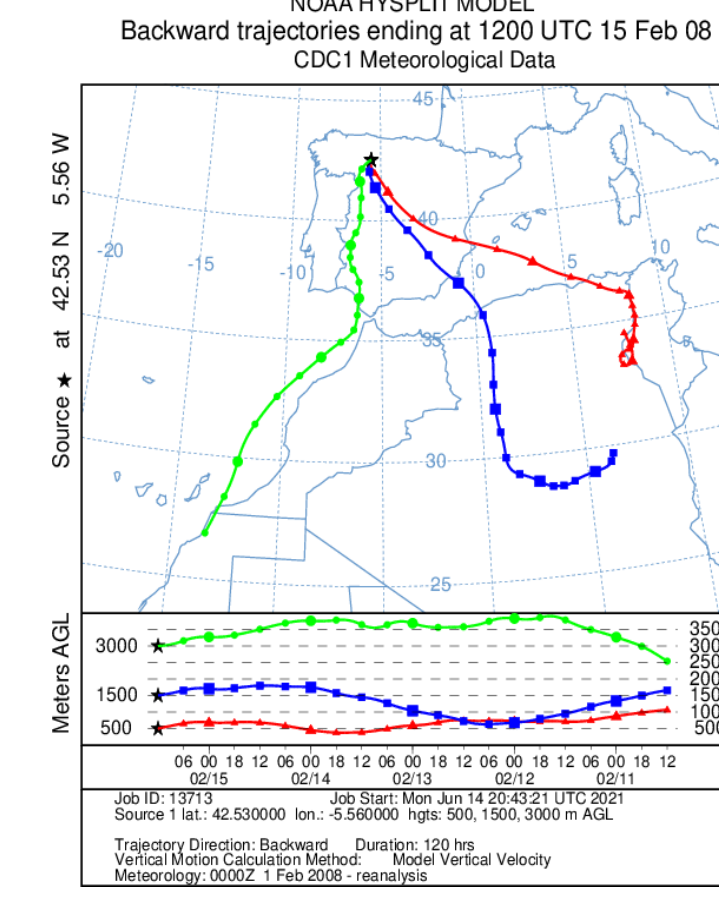 NOAA HYSPLIT MODEL
Backward trajectories ending at 1200 UTC 15 Feb 08
CDC1 Meteorological Data
Source ★ at 42.53 N 5.56 W
45
40
35
30
25
-20
-15
-10
-5
0
5
10
Meters AGL
3000
1500
500
350
300
250
200
150
100
500
06 00 18 12 06 00 18 12 06 00 18 12 06 00 18 12 06 00 18 12
02/15 02/14 02/13 02/12 02/11
Job ID: 13713 Job Start: Mon Jun 14 20:43:21 UTC 2021
Source 1 lat.: 42.530000 lon.: -5.560000 hgts: 500, 1500, 3000 m AGL
Trajectory Direction: Backward Duration: 120 hrs
Vertical Motion Calculation Method: Model Vertical Velocity
Meteorology: 0000Z 1 Feb 2008 - reanalysis